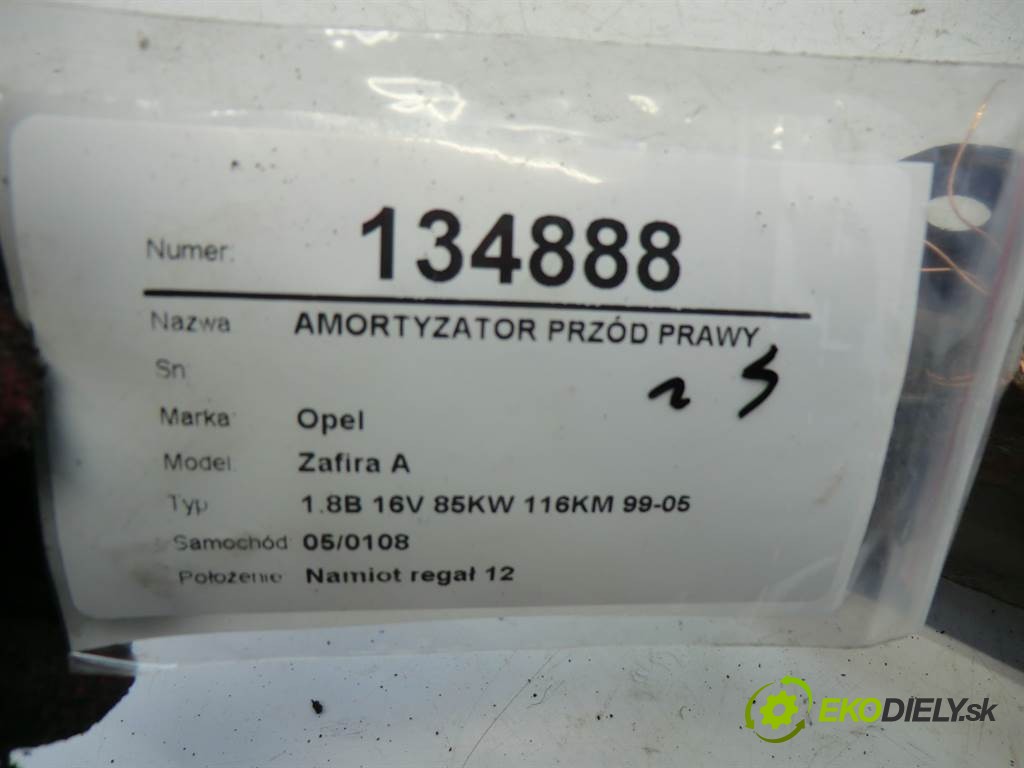 Numer: 134888
Nazwa AMORTYZATOR PRZÓD PRAWY
Sn
Marka: Opel
Model Zafira A
Typ 1.8B 16V 85KW 116KM 99-05
Samochód 05/0108
Położenie Namiot regał 12
EKODIELY.sk